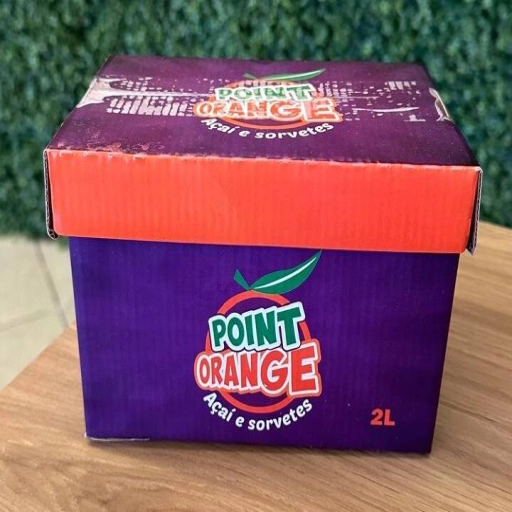 POINT
ORANGE
Açaí e sorvetes
POINT
ORANGE
Açaí e sorvetes
2L